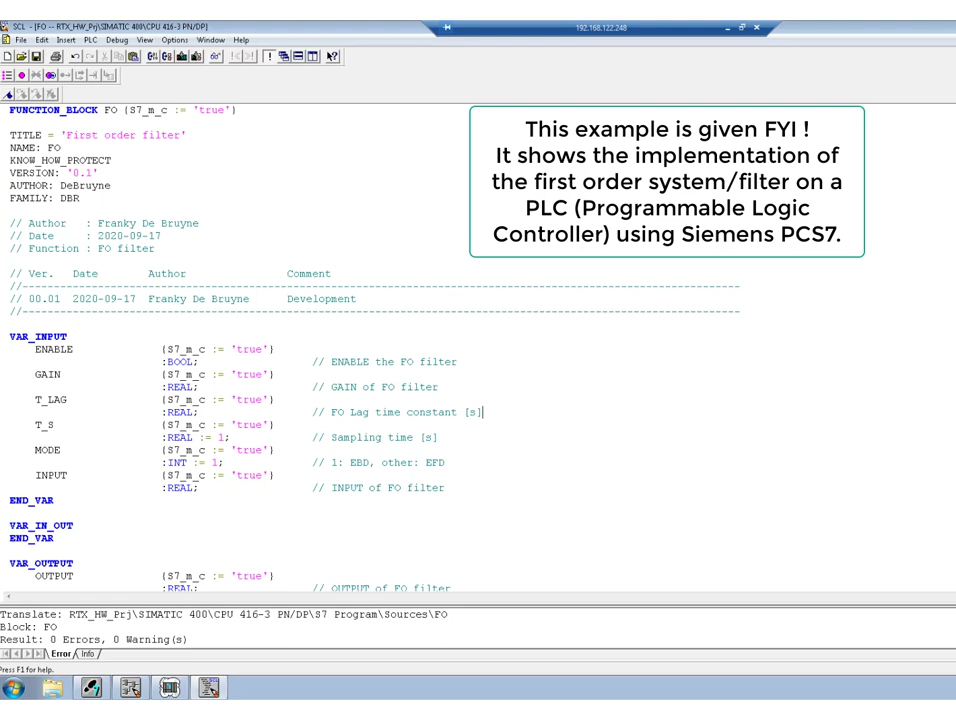 SCL - [FO -- RTX_HW_Prj\SIMATIC 400\CPU 416-3 PN/DP]
192.168.122.248
File Edit Insert PLC Debug View Options Window Help
FUNCTION_BLOCK FO {S7_m_c := 'true'}
TITLE = 'First order filter'
NAME: FO
KNOW_HOW_PROTECT
VERSION: '0.1'
AUTHOR: DeBruyne
FAMILY: DBR
This example is given FYI !
It shows the implementation of
the first order system/filter on a
PLC (Programmable Logic
Controller) using Siemens PCS7.
// Author : Franky De Bruyne
// Date : 2020-09-17
// Function : FO filter
// Ver. Date Author Comment
//-------------------------------------------------------------------------------------------------------------------
// 00.01 2020-09-17 Franky De Bruyne Development
//-------------------------------------------------------------------------------------------------------------------
VAR_INPUT
ENABLE {S7_m_c := 'true'}
:BOOL; // ENABLE the FO filter
GAIN {S7_m_c := 'true'}
:REAL; // GAIN of FO filter
T_LAG {S7_m_c := 'true'}
:REAL; // FO Lag time constant [s]
T_S {S7_m_c := 'true'}
:REAL := 1; // Sampling time [s]
MODE {S7_m_c := 'true'}
:INT := 1; // 1: EBD, other: EFD
INPUT {S7_m_c := 'true'}
:REAL; // INPUT of FO filter
END_VAR
VAR_IN_OUT
END_VAR
VAR_OUTPUT
OUTPUT {S7_m_c := 'true'}
:REAL; // OUTPUT of FO filter
Translate: RTX_HW_Prj\SIMATIC 400\CPU 416-3 PN/DP\S7 Program\Sources\FO
Block: FO
Result: 0 Errors, 0 Warning(s)
Error Info
Press F1 for help.